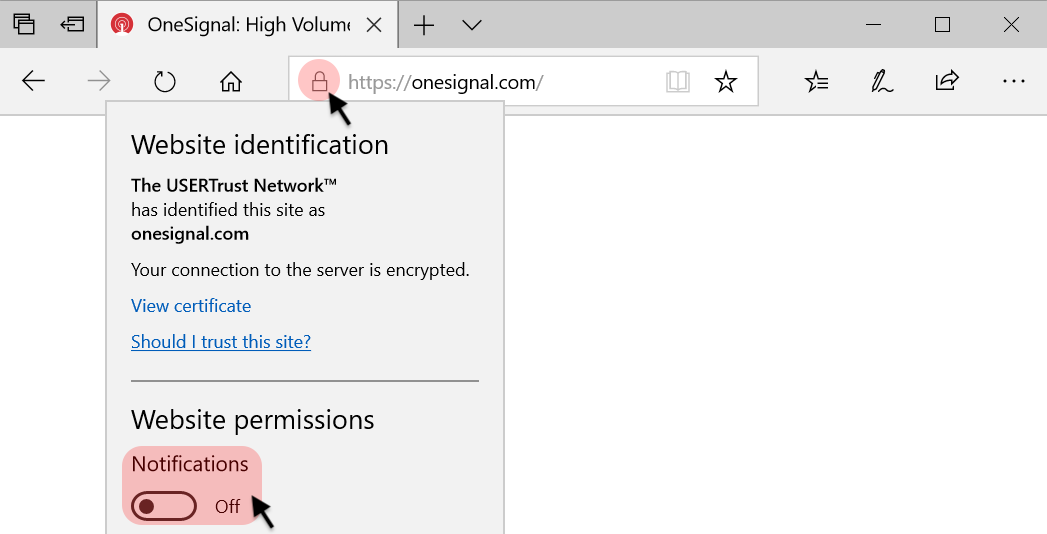 OneSignal: High Volume
https://onesignal.com/
Website identification
The USERTrust Network™
has identified this site as
onesignal.com
Your connection to the server is encrypted.
View certificate
Should I trust this site?
Website permissions
Notifications
Off